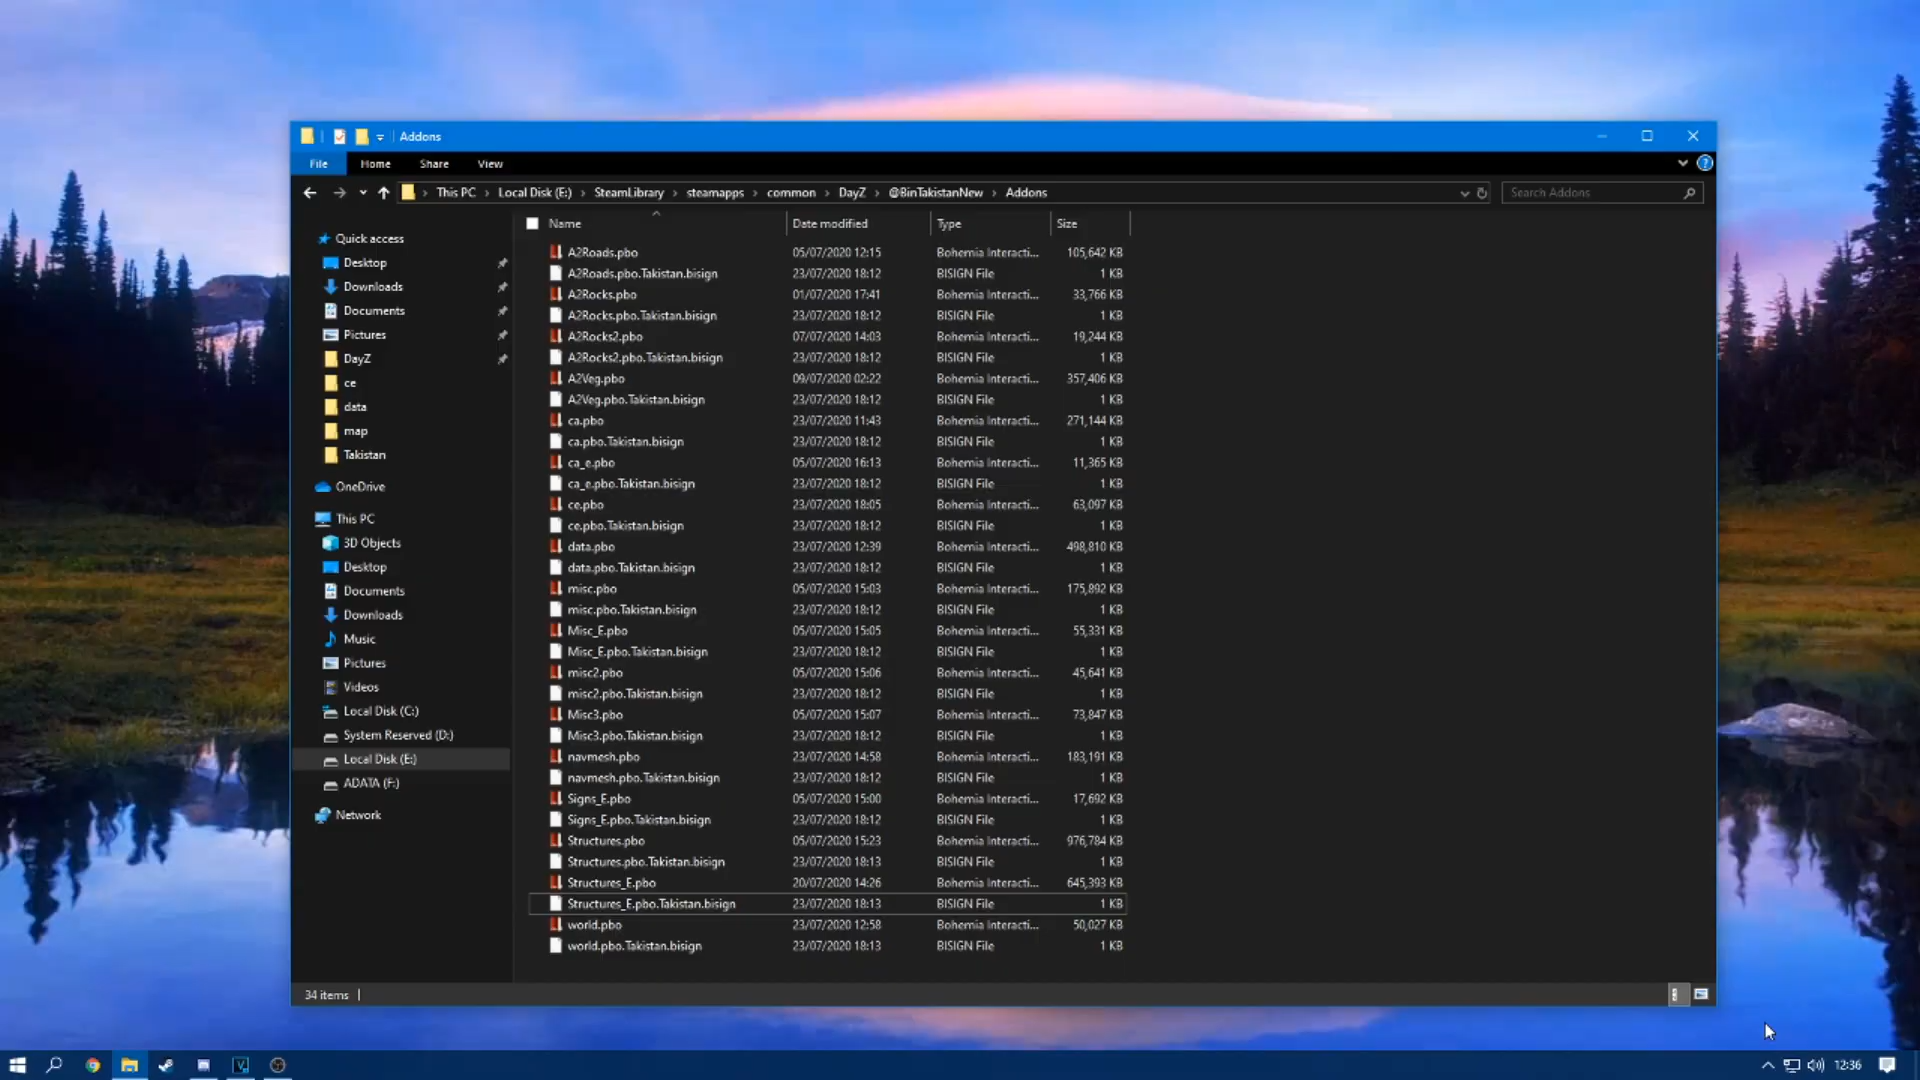 Addons
File Home Share View
This PC Local Disk (E:) SteamLibrary steamapps common DayZ @BinTakistanNew Addons
Search Addons
Quick access
Desktop
Downloads
Documents
Pictures
DayZ
ce
data
map
Takistan
OneDrive
This PC
3D Objects
Desktop
Documents
Downloads
Music
Pictures
Videos
Local Disk (C:)
System Reserved (D:)
Local Disk (E:)
ADATA (F:)
Network
Name Date modified Type Size
A2Roads.pbo 05/07/2020 12:15 Bohemia Interacti... 105,642 KB
A2Roads.pbo.Takistan.bisign 23/07/2020 18:12 BISIGN File 1 KB
A2Rocks.pbo 01/07/2020 17:41 Bohemia Interacti... 33,766 KB
A2Rocks.pbo.Takistan.bisign 23/07/2020 18:12 BISIGN File 1 KB
A2Rocks2.pbo 07/07/2020 14:03 Bohemia Interacti... 19,244 KB
A2Rocks2.pbo.Takistan.bisign 23/07/2020 18:12 BISIGN File 1 KB
A2Veg.pbo 09/07/2020 02:22 Bohemia Interacti... 357,406 KB
A2Veg.pbo.Takistan.bisign 23/07/2020 18:12 BISIGN File 1 KB
ca.pbo 23/07/2020 11:43 Bohemia Interacti... 271,144 KB
ca.pbo.Takistan.bisign 23/07/2020 18:12 BISIGN File 1 KB
ca_e.pbo 05/07/2020 16:13 Bohemia Interacti... 11,365 KB
ca_e.pbo.Takistan.bisign 23/07/2020 18:12 BISIGN File 1 KB
ce.pbo 23/07/2020 18:05 Bohemia Interacti... 63,097 KB
ce.pbo.Takistan.bisign 23/07/2020 18:12 BISIGN File 1 KB
data.pbo 23/07/2020 12:39 Bohemia Interacti... 498,810 KB
data.pbo.Takistan.bisign 23/07/2020 18:12 BISIGN File 1 KB
misc.pbo 05/07/2020 15:03 Bohemia Interacti... 175,892 KB
misc.pbo.Takistan.bisign 23/07/2020 18:12 BISIGN File 1 KB
Misc_E.pbo 05/07/2020 15:05 Bohemia Interacti... 55,331 KB
Misc_E.pbo.Takistan.bisign 23/07/2020 18:12 BISIGN File 1 KB
misc2.pbo 05/07/2020 15:06 Bohemia Interacti... 45,641 KB
misc2.pbo.Takistan.bisign 23/07/2020 18:12 BISIGN File 1 KB
Misc3.pbo 05/07/2020 15:07 Bohemia Interacti... 73,847 KB
Misc3.pbo.Takistan.bisign 23/07/2020 18:12 BISIGN File 1 KB
navmesh.pbo 23/07/2020 14:58 Bohemia Interacti... 183,191 KB
navmesh.pbo.Takistan.bisign 23/07/2020 18:12 BISIGN File 1 KB
Signs_E.pbo 05/07/2020 15:00 Bohemia Interacti... 17,692 KB
Signs_E.pbo.Takistan.bisign 23/07/2020 18:12 BISIGN File 1 KB
Structures.pbo 05/07/2020 15:23 Bohemia Interacti... 976,784 KB
Structures.pbo.Takistan.bisign 23/07/2020 18:13 BISIGN File 1 KB
Structures_E.pbo 20/07/2020 14:26 Bohemia Interacti... 645,393 KB
Structures_E.pbo.Takistan.bisign 23/07/2020 18:13 BISIGN File 1 KB
world.pbo 23/07/2020 12:58 Bohemia Interacti... 50,027 KB
world.pbo.Takistan.bisign 23/07/2020 18:13 BISIGN File 1 KB
34 items
12:36